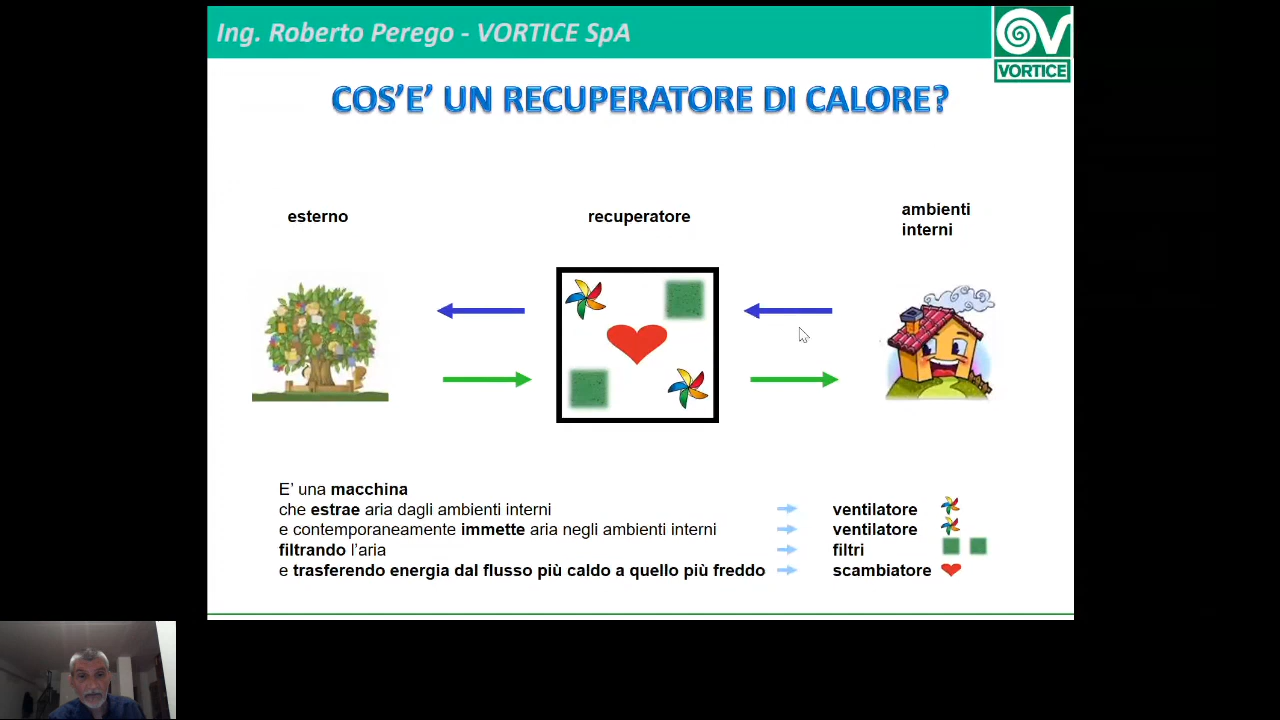 Ing. Roberto Perego - VORTICE SpA
VORTICE
COS'E' UN RECUPERATORE DI CALORE?
esterno
recuperatore
ambienti
interni
E' una macchina
che estrae aria dagli ambienti interni
ventilatore
e contemporaneamente immette aria negli ambienti interni
ventilatore
filtrando l'aria
filtri
e trasferendo energia dal flusso più caldo a quello più freddo
scambiatore